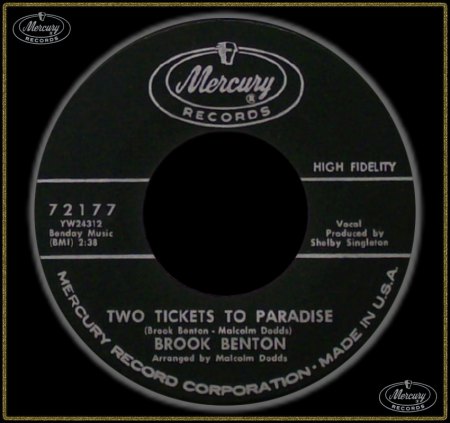 Mercury
RECORDS
Mercury
RECORDS
HIGH FIDELITY
72177
YW24312
Benday Music
(BMI) 2:38
Vocal
Produced by
Shelby Singleton
TWO TICKETS TO PARADISE
(Brook Benton - Malcolm Dodds)
BROOK BENTON
Arranged by Malcolm Dodds
MERCURY RECORD CORPORATION · MADE IN U.S.A.
Mercury
RECORDS